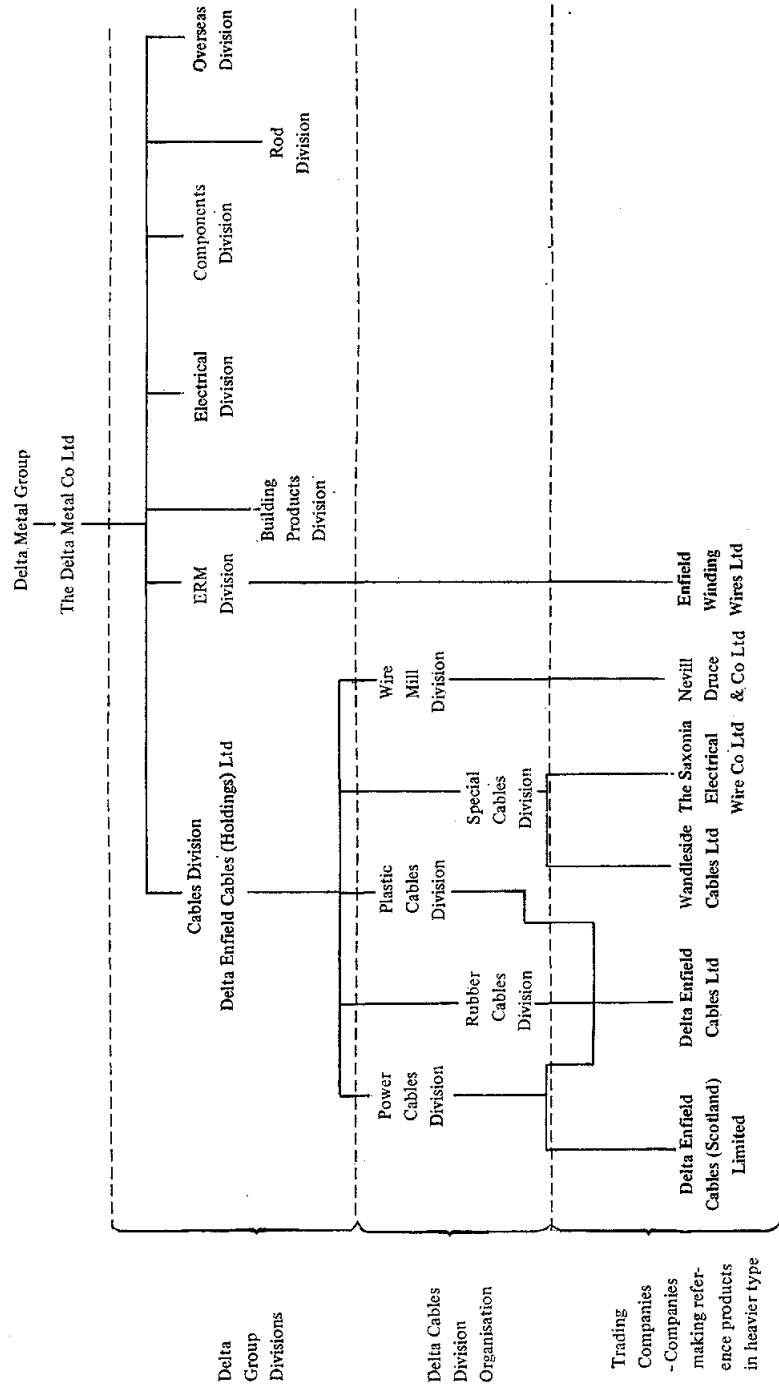 Delta Metal Group
The Delta Metal Co Ltd
Delta
Group
Divisions
Cables Division
Delta Enfield Cables (Holdings) Ltd
ERM
Division
Building
Products
Division
Electrical
Division
Components
Division
Rod
Division
Overseas
Division
Delta Cables
Division
Organisation
Power
Cables
Division
Rubber
Cables
Division
Plastic
Cables
Division
Special
Cables
Division
Wire
Mill
Division
Trading
Companies
- Companies
making refer-
ence products
in heavier type
Delta Enfield
Cables (Scotland)
Limited
Delta Enfield
Cables Ltd
Wandleside
Cables Ltd
The Saxonia
Electrical
Wire Co Ltd
Nevill
Druce
& Co Ltd
Enfield
Winding
Wires Ltd